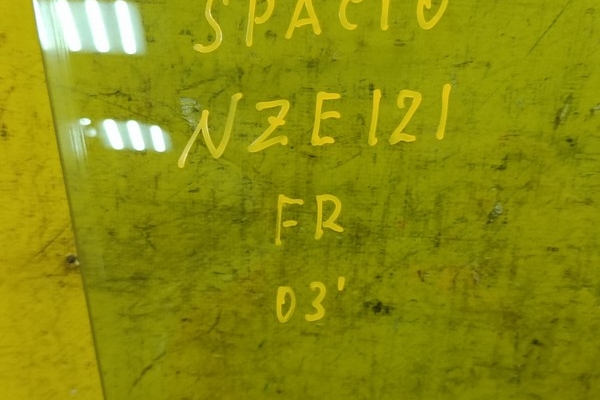 SPACIO
NZE121
FR
03'